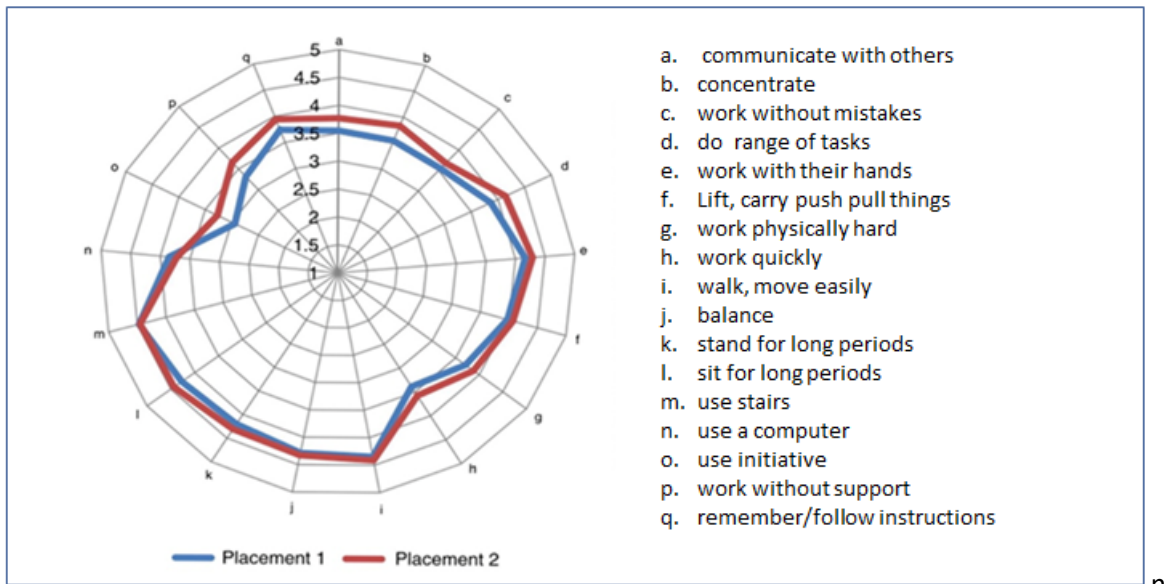 a
b
c
d
e
f
g
h
i
j
k
l
m
n
o
p
q
5
4.5
4
3.5
3
2.5
2
1.5
1
Placement 1 Placement 2
a. communicate with others
b. concentrate
c. work without mistakes
d. do range of tasks
e. work with their hands
f. Lift, carry push pull things
g. work physically hard
h. work quickly
i. walk, move easily
j. balance
k. stand for long periods
l. sit for long periods
m. use stairs
n. use a computer
o. use initiative
p. work without support
q. remember/follow instructions